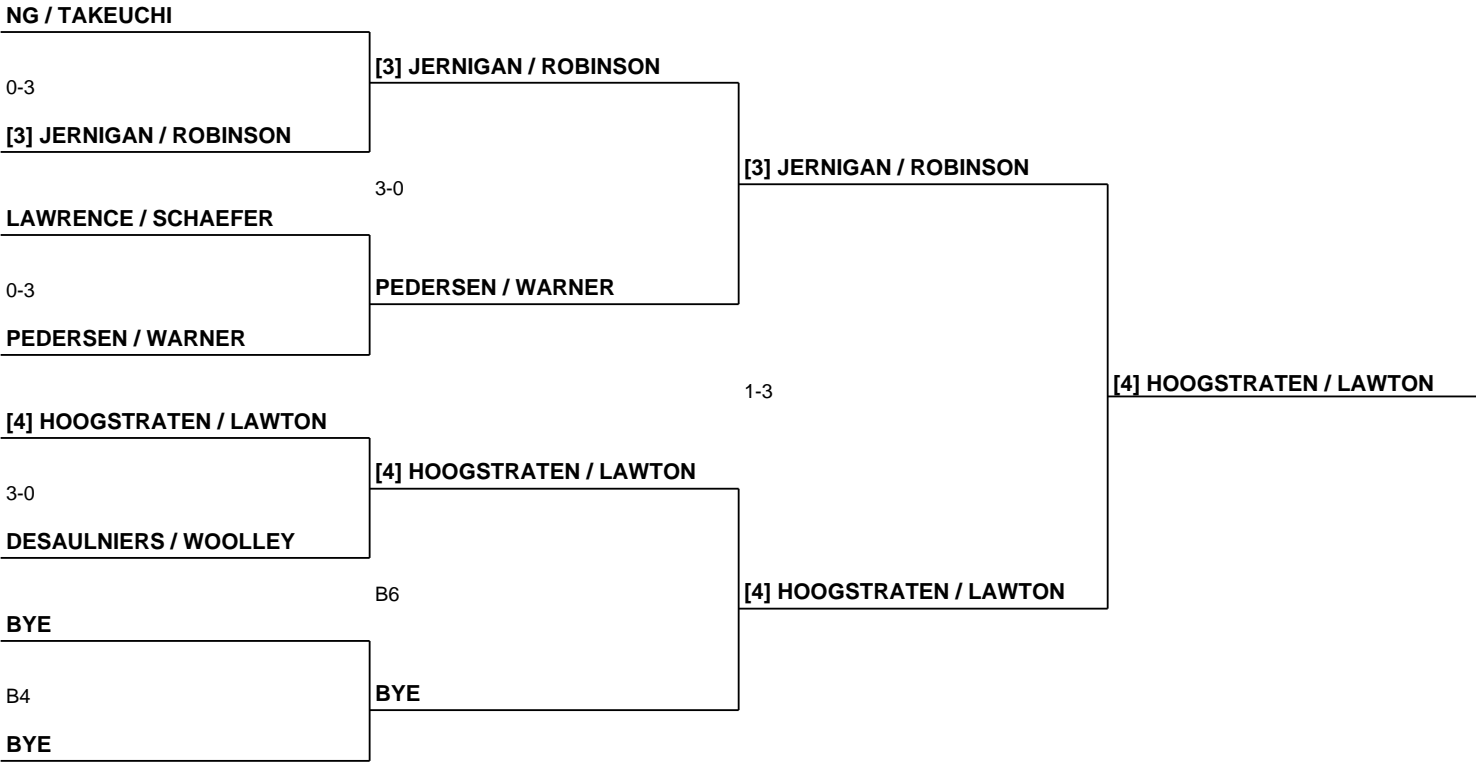 NG / TAKEUCHI
[3] JERNIGAN / ROBINSON
0-3
[3] JERNIGAN / ROBINSON
[3] JERNIGAN / ROBINSON
3-0
LAWRENCE / SCHAEFER
PEDERSEN / WARNER
0-3
PEDERSEN / WARNER
[4] HOOGSTRATEN / LAWTON
1-3
[4] HOOGSTRATEN / LAWTON
[4] HOOGSTRATEN / LAWTON
3-0
DESAULNIERS / WOOLLEY
[4] HOOGSTRATEN / LAWTON
B6
BYE
BYE
B4
BYE